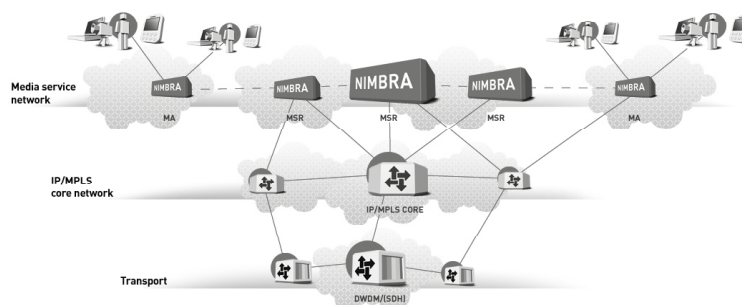 Media service
network
NIMBRA
NIMBRA
NIMBRA
NIMBRA
NIMBRA
MA
MSR
MSR
MSR
MA
IP/MPLS
core network
IP/MPLS CORE
Transport
DWDM/(SDH)